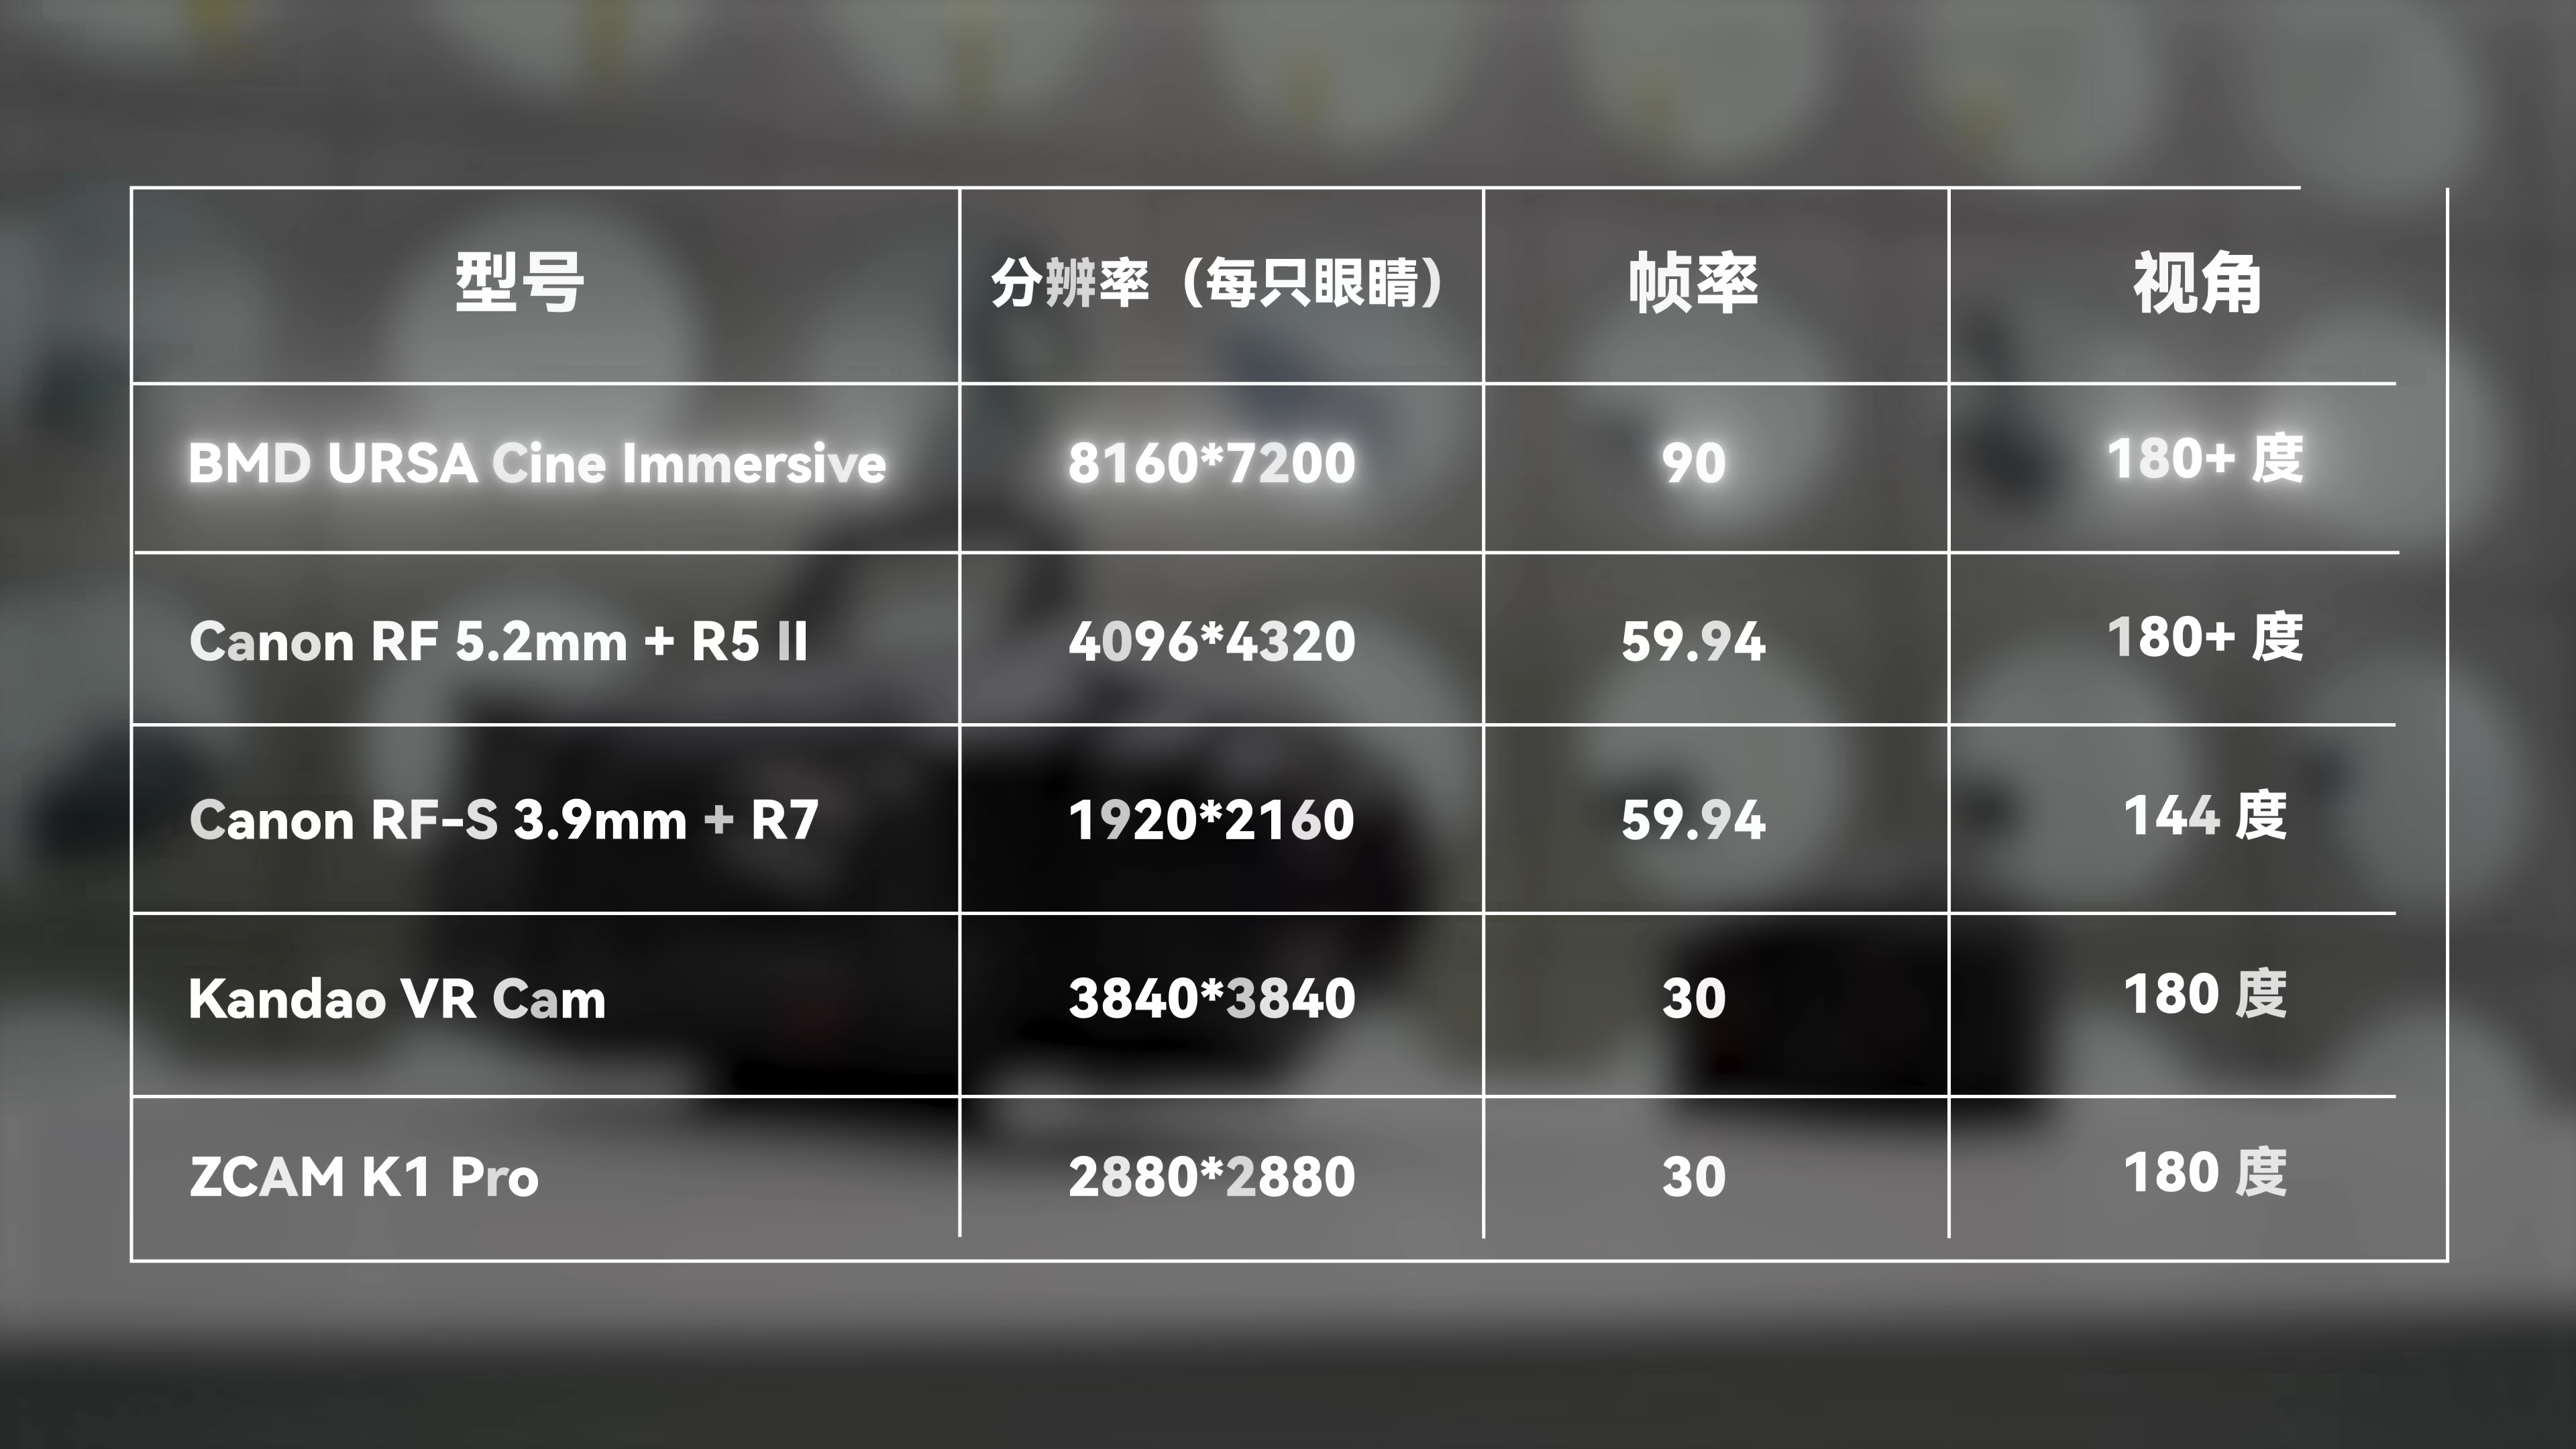 型号 分辨率（每只眼睛） 帧率 视角
BMD URSA Cine Immersive 8160*7200 90 180+ 度
Canon RF 5.2mm + R5 II 4096*4320 59.94 180+ 度
Canon RF-S 3.9mm + R7 1920*2160 59.94 144 度
Kandao VR Cam 3840*3840 30 180 度
ZCAM K1 Pro 2880*2880 30 180 度